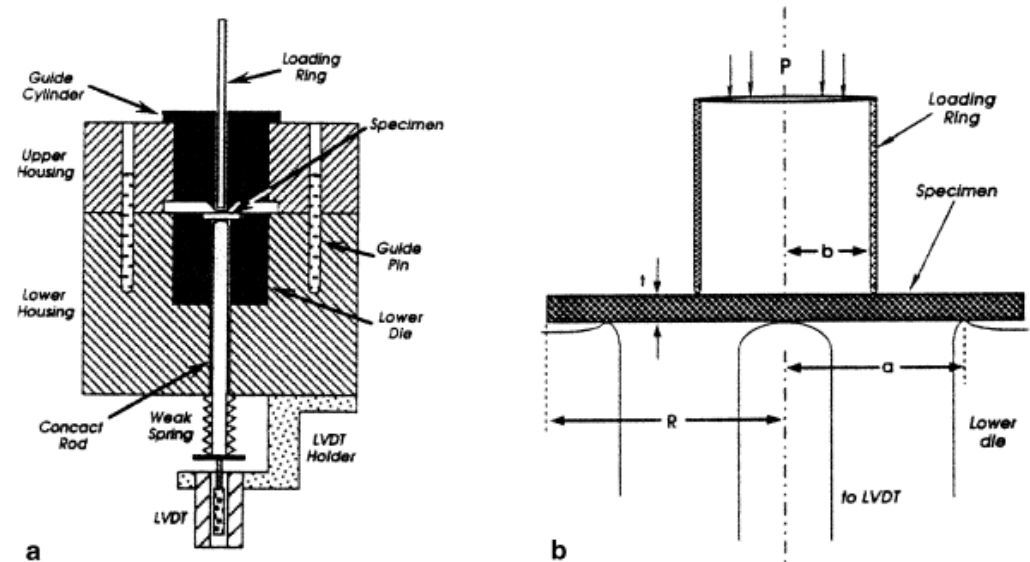 Loading
Ring
Guide
Cylinder
Specimen
Upper
Housing
Guide
Pin
Lower
Housing
Lower
Die
Concact
Rod
Weak
Spring
LVDT
Holder
LVDT
a
P
Loading
Ring
Specimen
b
t
a
R
Lower
die
to LVDT
b